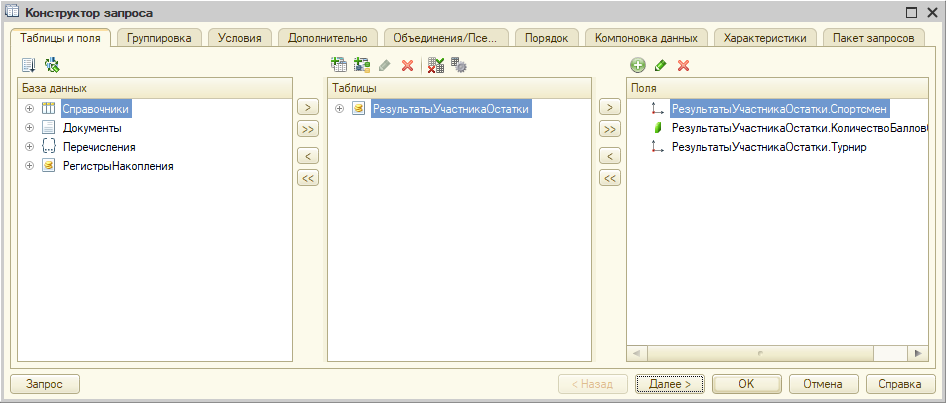 Конструктор запроса
Таблицы и поля
Группировка
Условия
Дополнительно
Объединения/Псе...
Порядок
Компоновка данных
Характеристики
Пакет запросов
База данных
Справочники
Документы
Перечисления
РегистрыНакопления
>
>>
<
<<
Таблицы
РезультатыУчастникаОстатки
>
>>
<
<<
Поля
РезультатыУчастникаОстатки.Спортсмен
РезультатыУчастникаОстатки.КоличествоБаллов
РезультатыУчастникаОстатки.Турнир
Запрос
< Назад
Далее >
OK
Отмена
Справка